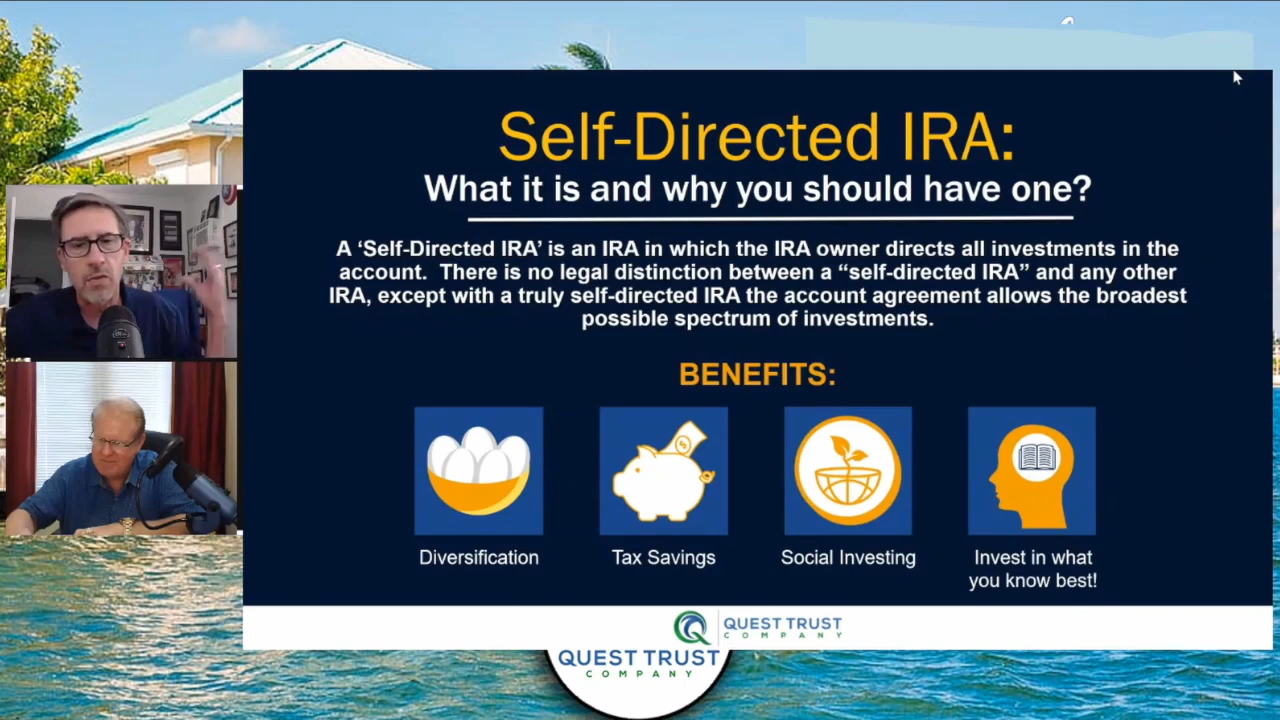 Self-Directed IRA:
What it is and why you should have one?
A ‘Self-Directed IRA’ is an IRA in which the IRA owner directs all investments in the
account.  There is no legal distinction between a “self-directed IRA” and any other
IRA, except with a truly self-directed IRA the account agreement allows the broadest
possible spectrum of investments.
BENEFITS:
Diversification
Tax Savings
Social Investing
Invest in what
you know best!
QUEST TRUST
COMPANY
QUEST TRUST
COMPANY